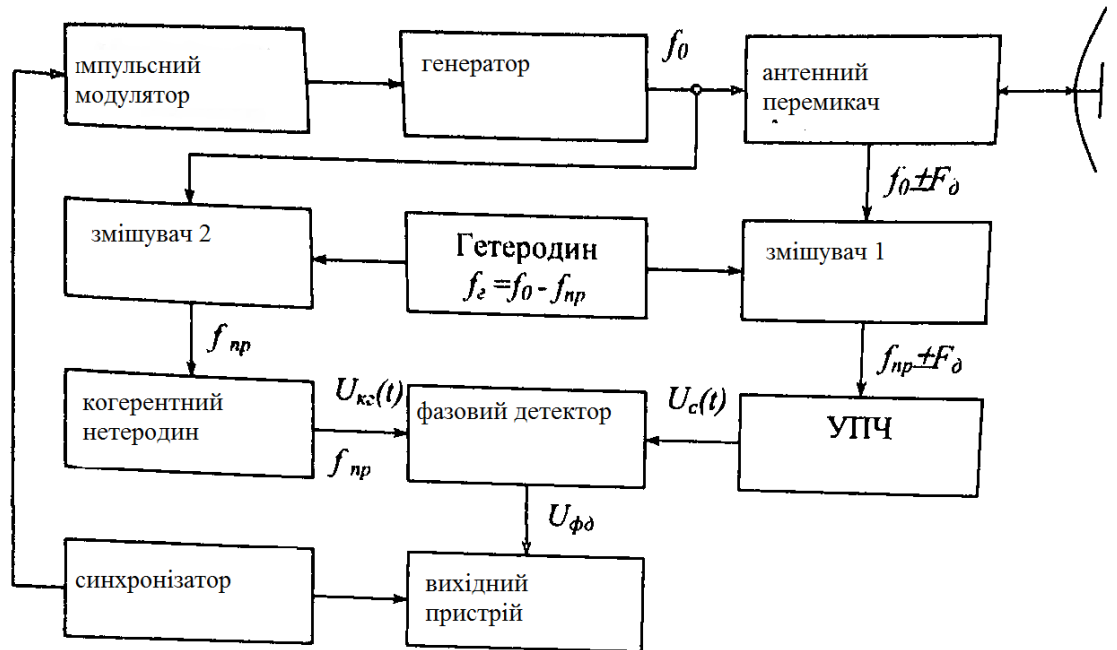 імпульсний
модулятор
генератор
f₀
антенний
перемикач
f₀±Fд
змішувач 2
Гетеродин
fг=f₀-fпр
змішувач 1
fпр
fпр±Fд
когерентний
нетеродин
Uкг(t)
fпр
фазовий детектор
Uс(t)
УПЧ
Uфд
синхронізатор
вихідний
пристрій